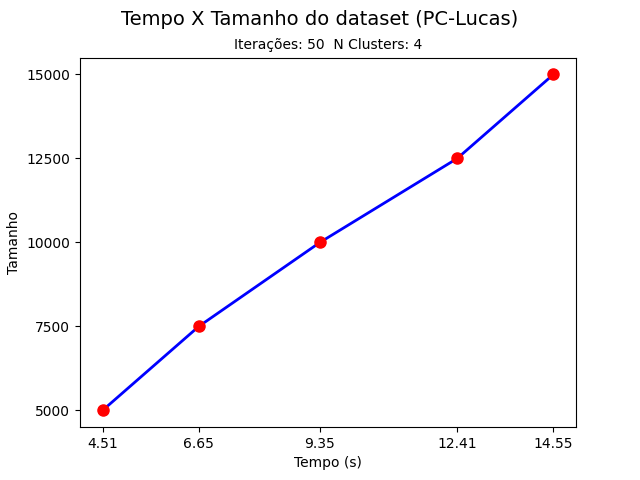 Tempo X Tamanho do dataset (PC-Lucas)
Iterações: 50  N Clusters: 4
15000
12500
10000
7500
5000
Tamanho
4.51 6.65 9.35 12.41 14.55
Tempo (s)